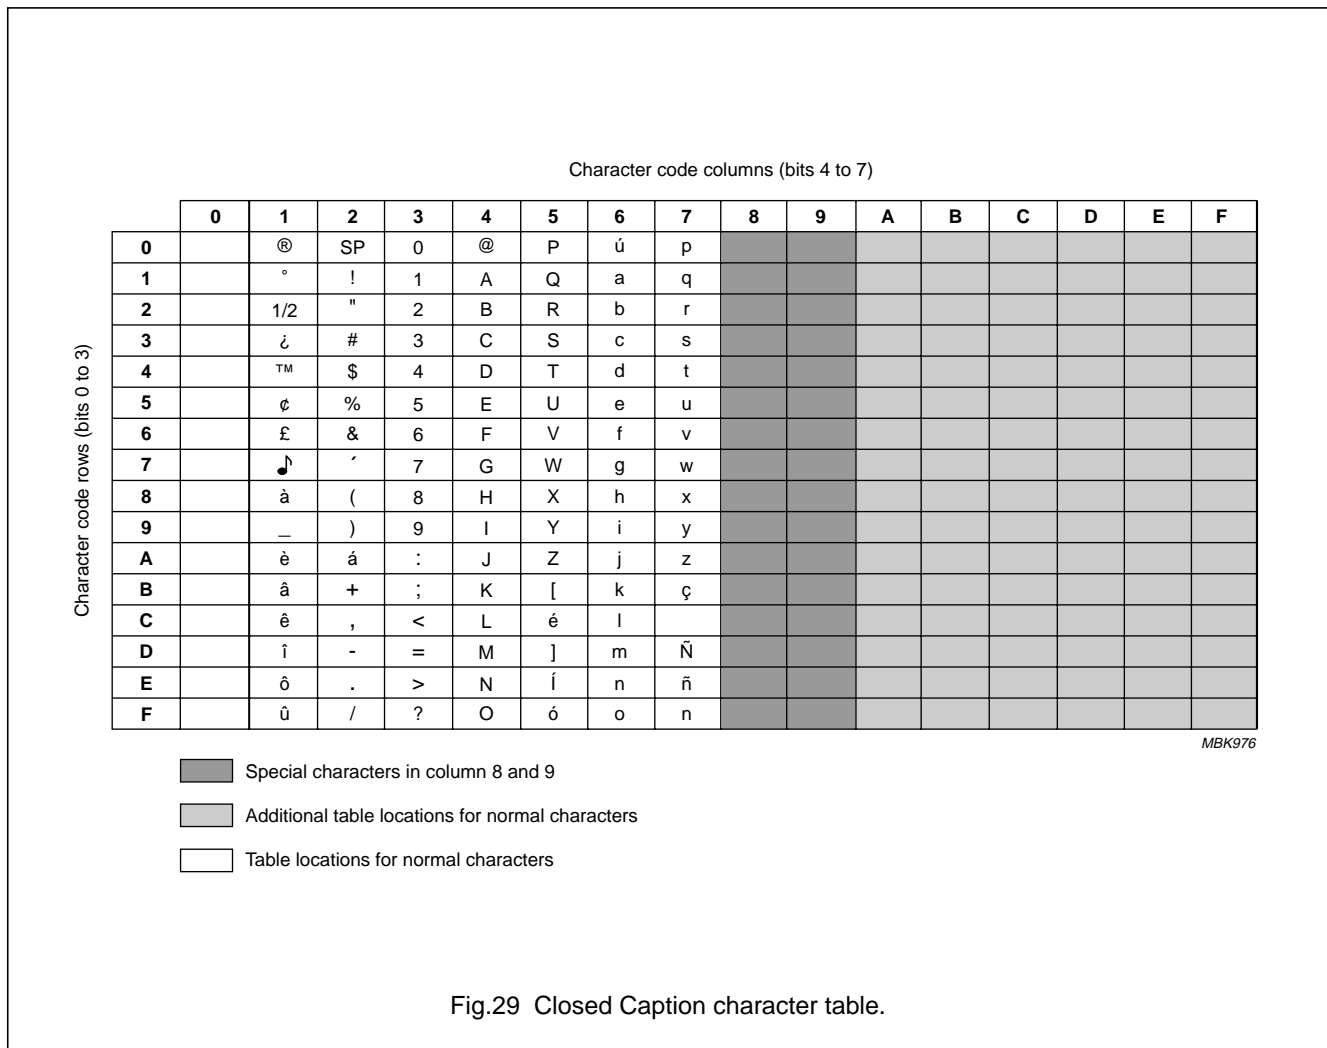 Character code columns (bits 4 to 7)
0 1 2 3 4 5 6 7 8 9 A B C D E F
Character code rows (bits 0 to 3)
0 ® SP 0 @ P ú p
1 ° ! 1 A Q a q
2 1/2 " 2 B R b r
3 ¿ # 3 C S c s
4 ™ $ 4 D T d t
5 ¢ % 5 E U e u
6 £ & 6 F V f v
7 ♪ ´ 7 G W g w
8 à ( 8 H X h x
9 _ ) 9 I Y i y
A è á : J Z j z
B â + ; K [ k ç
C ê , < L é l
D î - = M ] m Ñ
E ô . > N Í n ñ
F û / ? O ó o n
MBK976
Special characters in column 8 and 9
Additional table locations for normal characters
Table locations for normal characters
Fig.29 Closed Caption character table.